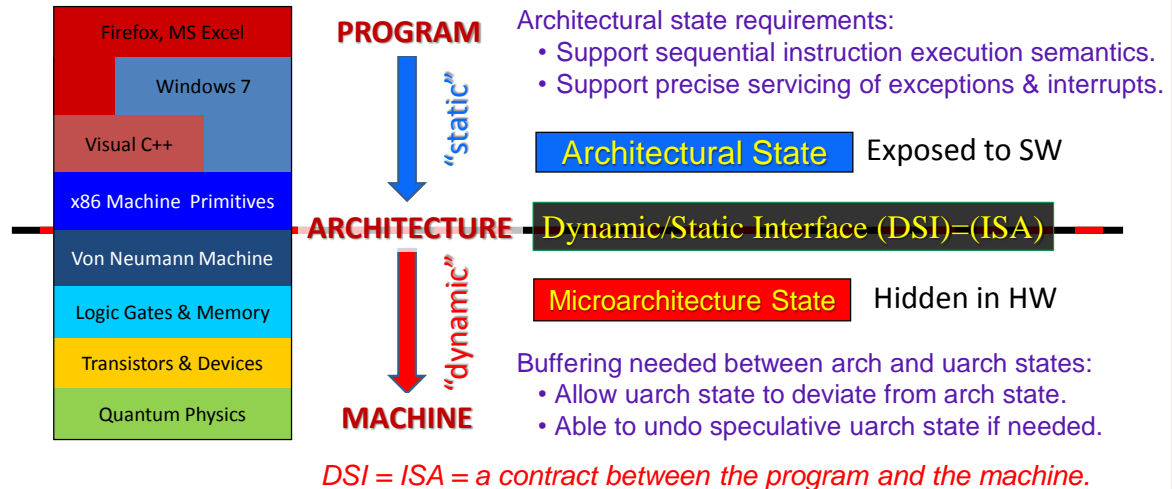 Firefox, MS Excel
Windows 7
Visual C++
x86 Machine Primitives
Von Neumann Machine
Logic Gates & Memory
Transistors & Devices
Quantum Physics
PROGRAM
"static"
ARCHITECTURE
"dynamic"
MACHINE
Architectural state requirements:
• Support sequential instruction execution semantics.
• Support precise servicing of exceptions & interrupts.
Architectural State
Exposed to SW
Dynamic/Static Interface (DSI)=(ISA)
Microarchitecture State
Hidden in HW
Buffering needed between arch and uarch states:
• Allow uarch state to deviate from arch state.
• Able to undo speculative uarch state if needed.
DSI = ISA = a contract between the program and the machine.